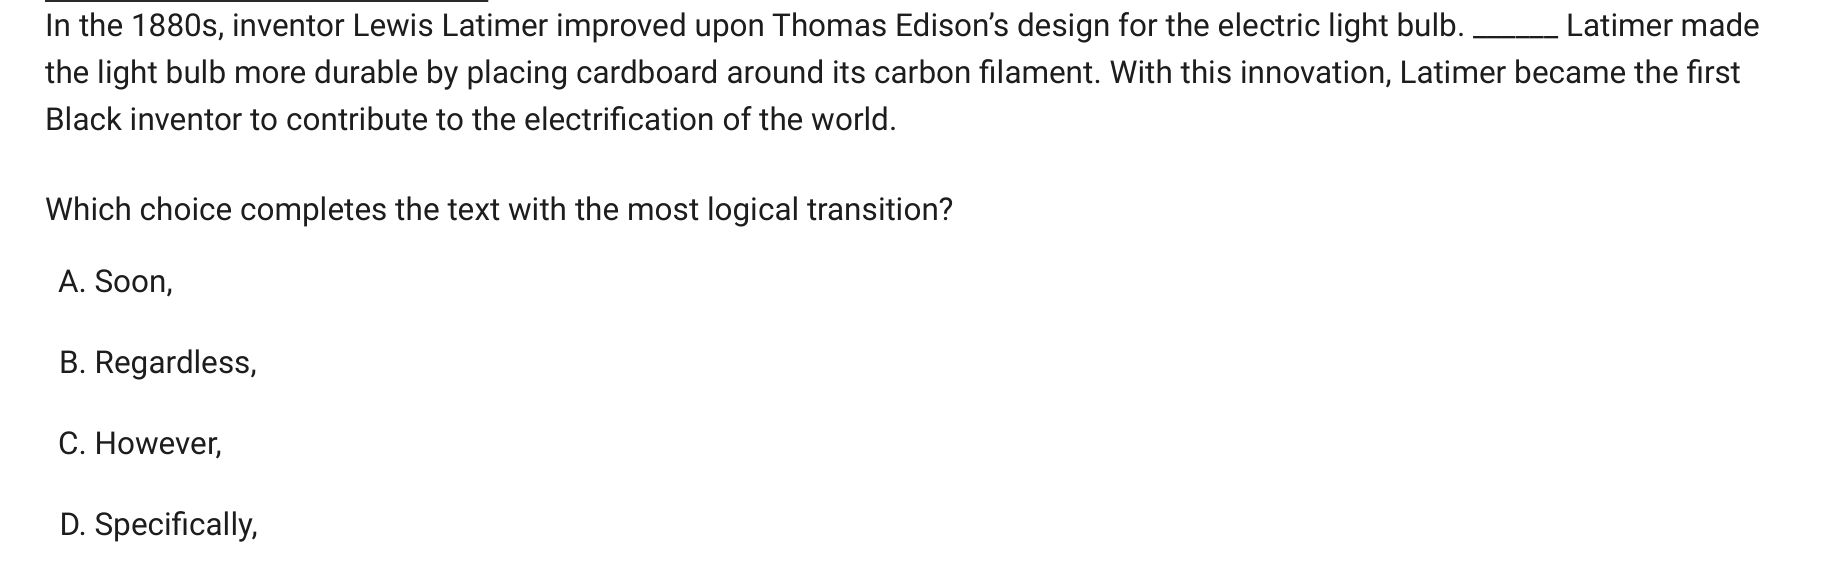 In the 1880s, inventor Lewis Latimer improved upon Thomas Edison’s design for the electric light bulb. ______ Latimer made
the light bulb more durable by placing cardboard around its carbon filament. With this innovation, Latimer became the first
Black inventor to contribute to the electrification of the world.
Which choice completes the text with the most logical transition?
A. Soon,
B. Regardless,
C. However,
D. Specifically,